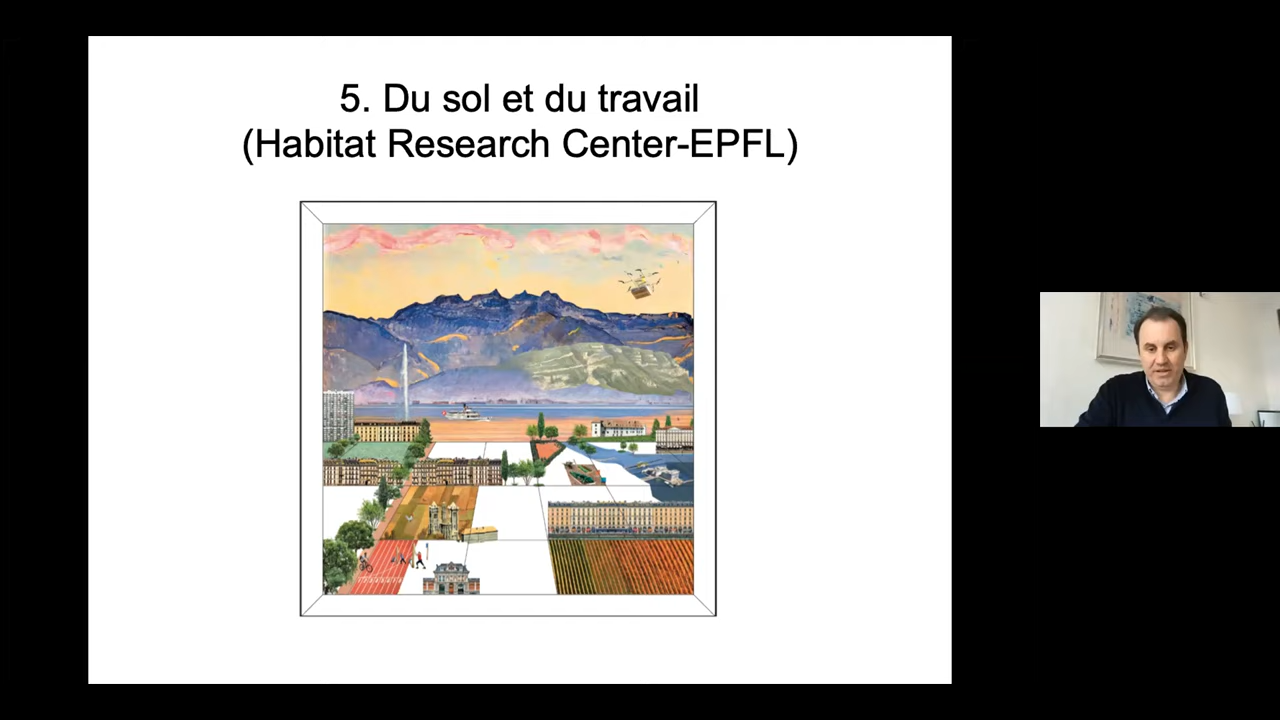 5. Du sol et du travail
(Habitat Research Center-EPFL)